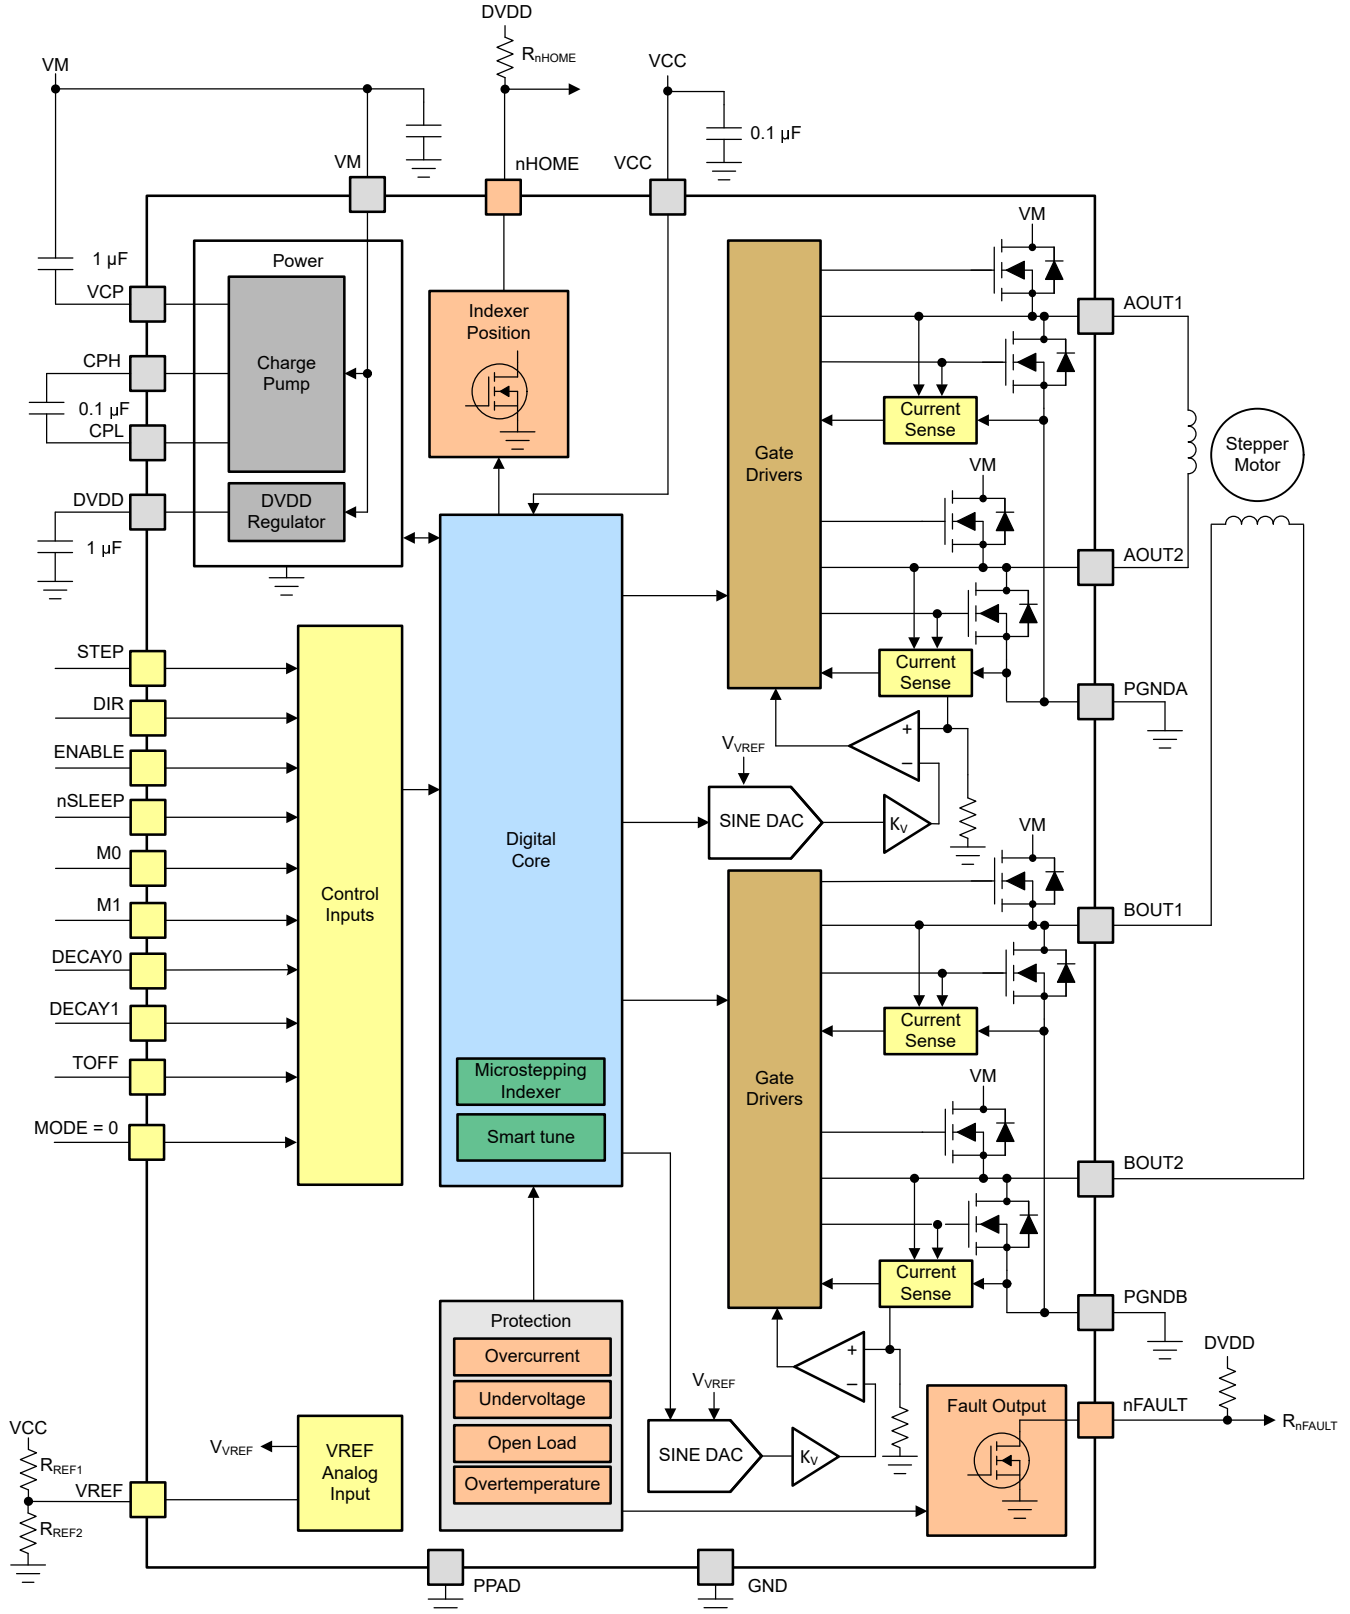 DVDD
RnHOME
VM
VCC
0.1 µF
VM
nHOME
VCC
1 µF
VCP
CPH
0.1 µF
CPL
DVDD
1 µF
Power
Charge
Pump
DVDD
Regulator
Indexer
Position
STEP
DIR
ENABLE
nSLEEP
M0
M1
DECAY0
DECAY1
TOFF
MODE = 0
Control
Inputs
Digital
Core
Microstepping
Indexer
Smart tune
Gate
Drivers
VM
AOUT1
Current
Sense
VM
AOUT2
Current
Sense
PGNDA
Stepper
Motor
+
−
VVREF
SINE DAC
KV
Gate
Drivers
VM
BOUT1
Current
Sense
VM
BOUT2
Current
Sense
PGNDB
+
−
VVREF
SINE DAC
KV
Protection
Overcurrent
Undervoltage
Open Load
Overtemperature
Fault Output
DVDD
nFAULT
RnFAULT
VCC
RREF1
VREF
RREF2
VVREF
VREF
Analog
Input
PPAD
GND